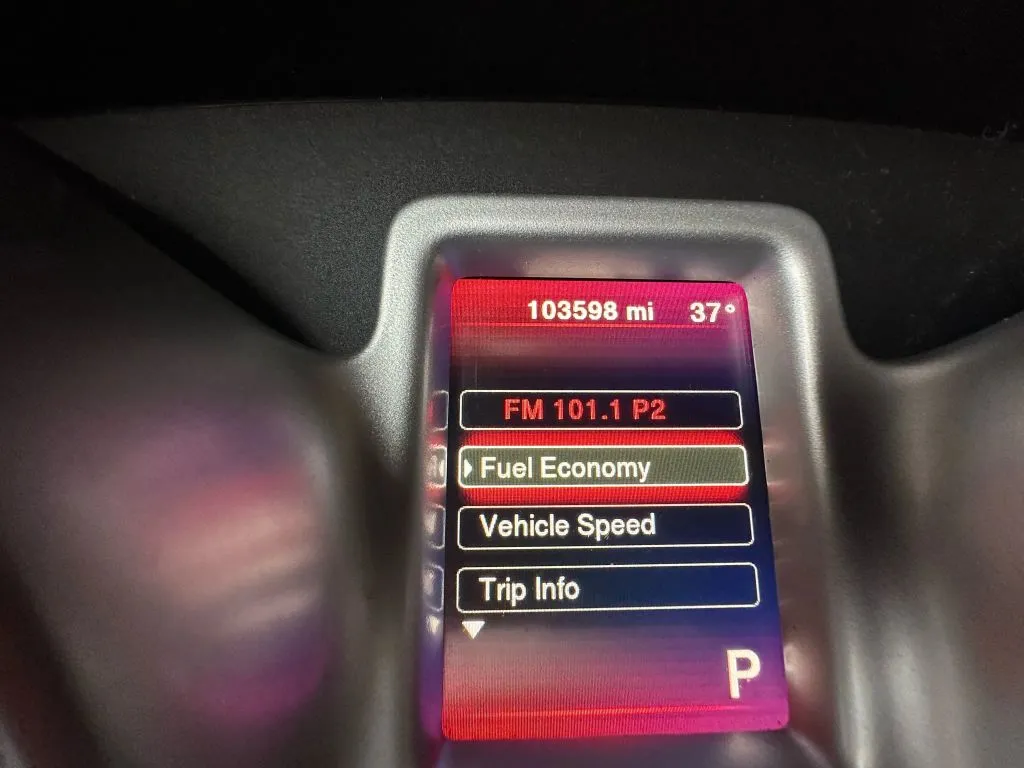 103598 mi 37°
FM 101.1 P2
Fuel Economy
Vehicle Speed
Trip Info
P